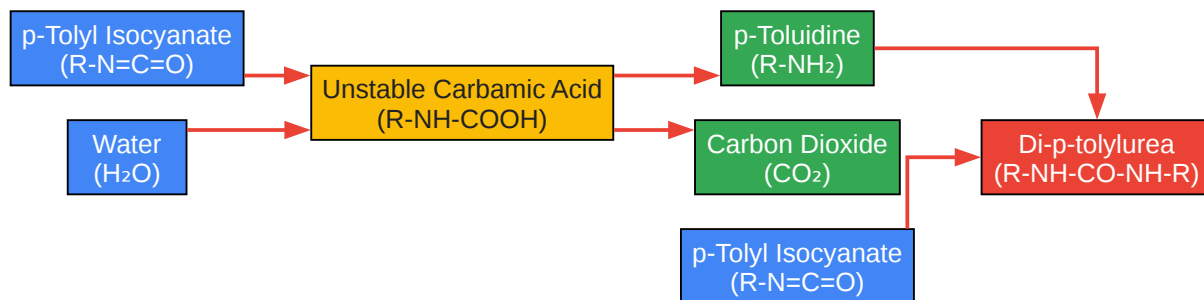 p-Tolyl Isocyanate
(R-N=C=O)
Water
(H₂O)
Unstable Carbamic Acid
(R-NH-COOH)
p-Toluidine
(R-NH₂)
Carbon Dioxide
(CO₂)
p-Tolyl Isocyanate
(R-N=C=O)
Di-p-tolylurea
(R-NH-CO-NH-R)